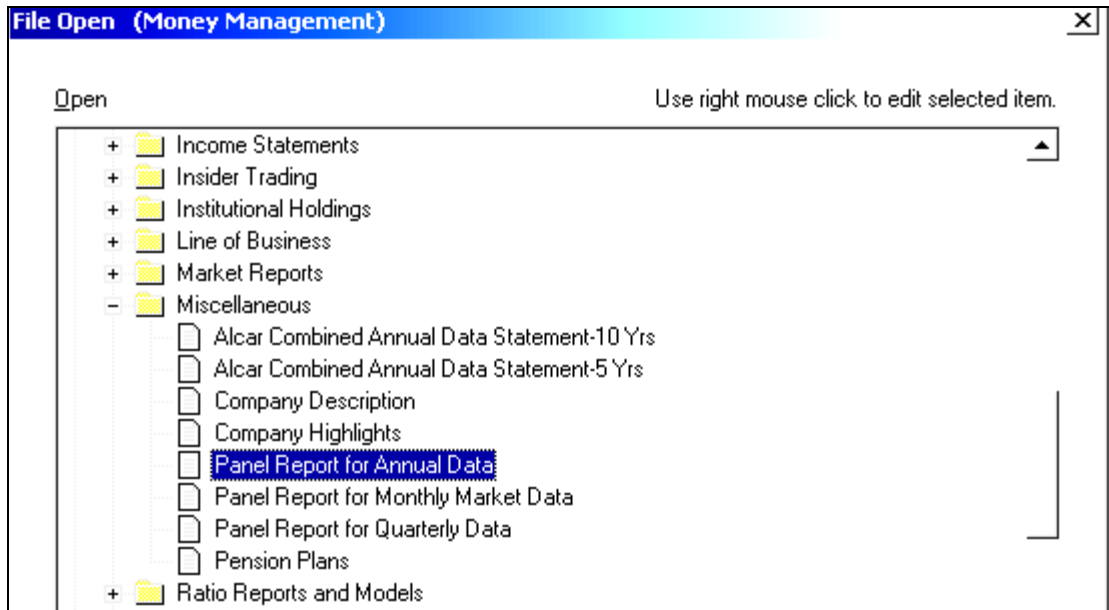 File Open (Money Management)
Open Use right mouse click to edit selected item.
Income Statements
Insider Trading
Institutional Holdings
Line of Business
Market Reports
Miscellaneous
Alcar Combined Annual Data Statement-10 Yrs
Alcar Combined Annual Data Statement-5 Yrs
Company Description
Company Highlights
Panel Report for Annual Data
Panel Report for Monthly Market Data
Panel Report for Quarterly Data
Pension Plans
Ratio Reports and Models